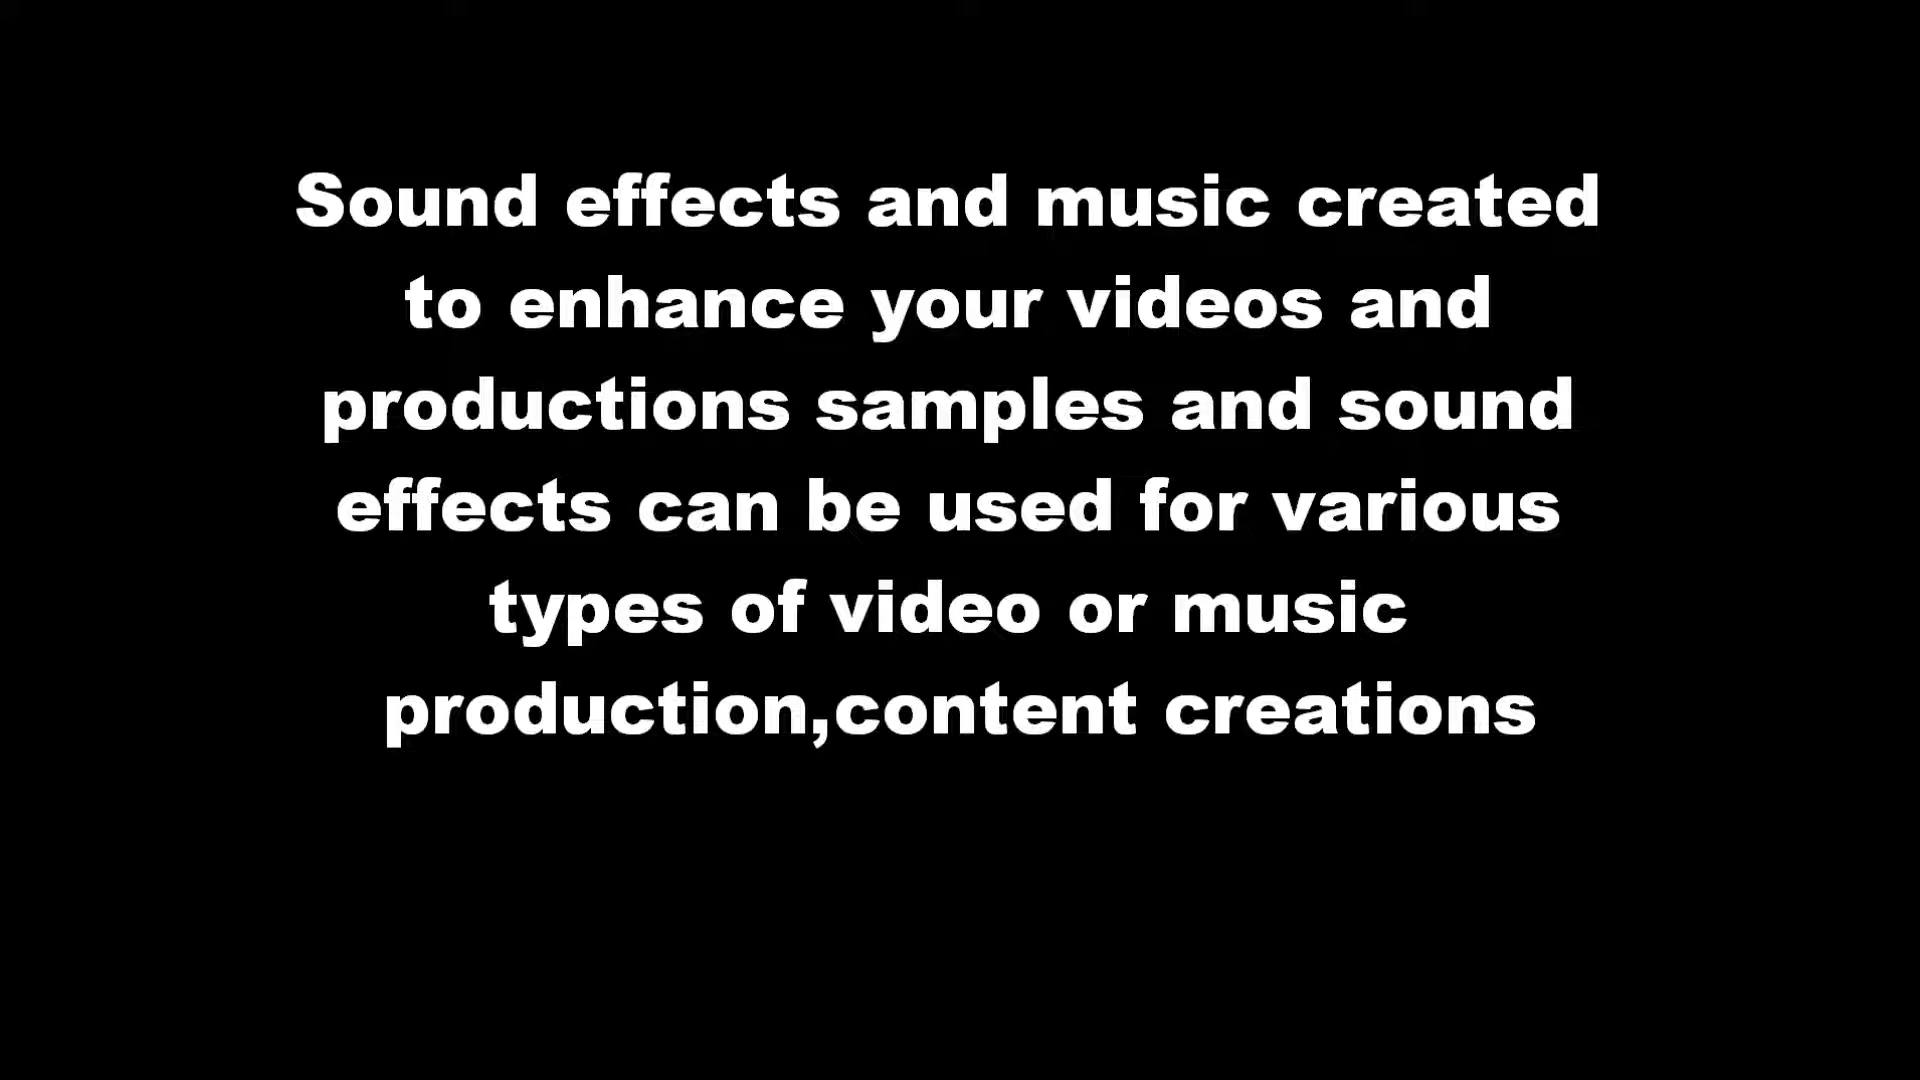 Sound effects and music created
to enhance your videos and
productions samples and sound
effects can be used for various
types of video or music
production,content creations